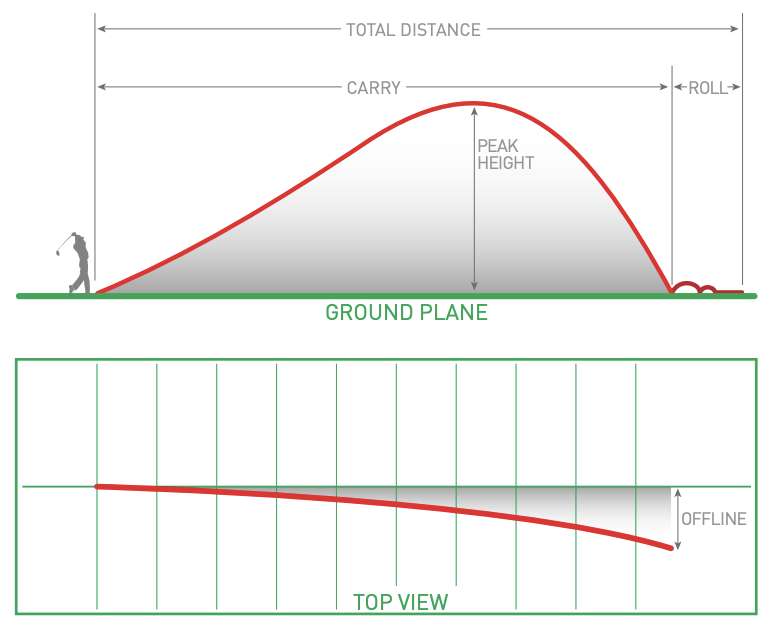 TOTAL DISTANCE
CARRY
ROLL
PEAK
HEIGHT
GROUND PLANE
OFFLINE
TOP VIEW